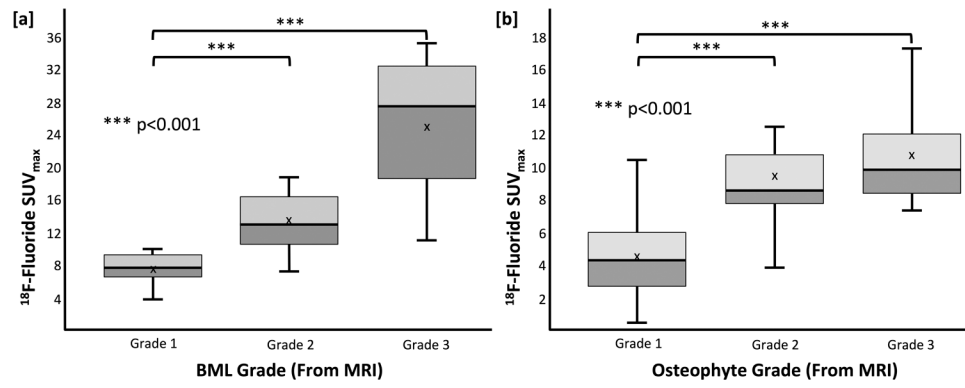 [a]
***
***
*** p<0.001
36
32
28
24
20
16
12
8
4
¹⁸F-Fluoride SUVmax
x
x
x
Grade 1 Grade 2 Grade 3
BML Grade (From MRI)
[b]
***
***
*** p<0.001
18
16
14
12
10
8
6
4
2
¹⁸F-Fluoride SUVmax
x
x
x
Grade 1 Grade 2 Grade 3
Osteophyte Grade (From MRI)